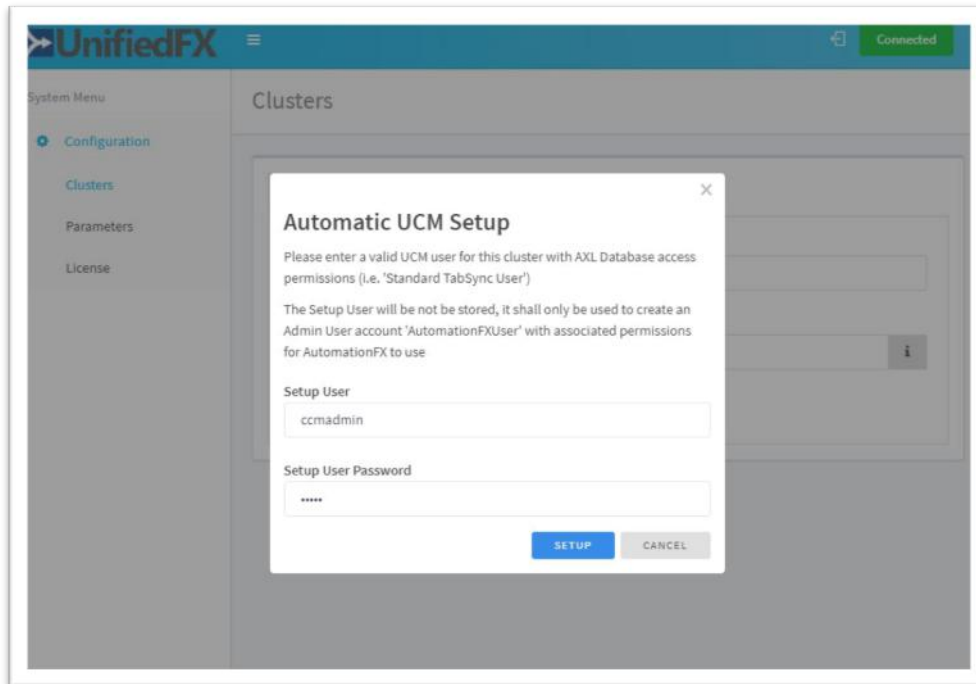 UnifiedFX
Connected
System Menu
Clusters
Configuration
Clusters
Parameters
License
Automatic UCM Setup
Please enter a valid UCM user for this cluster with AXL Database access
permissions (i.e. 'Standard TabSync User')
The Setup User will be not be stored, it shall only be used to create an
Admin User account 'AutomationFXUser' with associated permissions
for AutomationFX to use
i
Setup User
ccmadmin
Setup User Password
•••••
SETUP
CANCEL